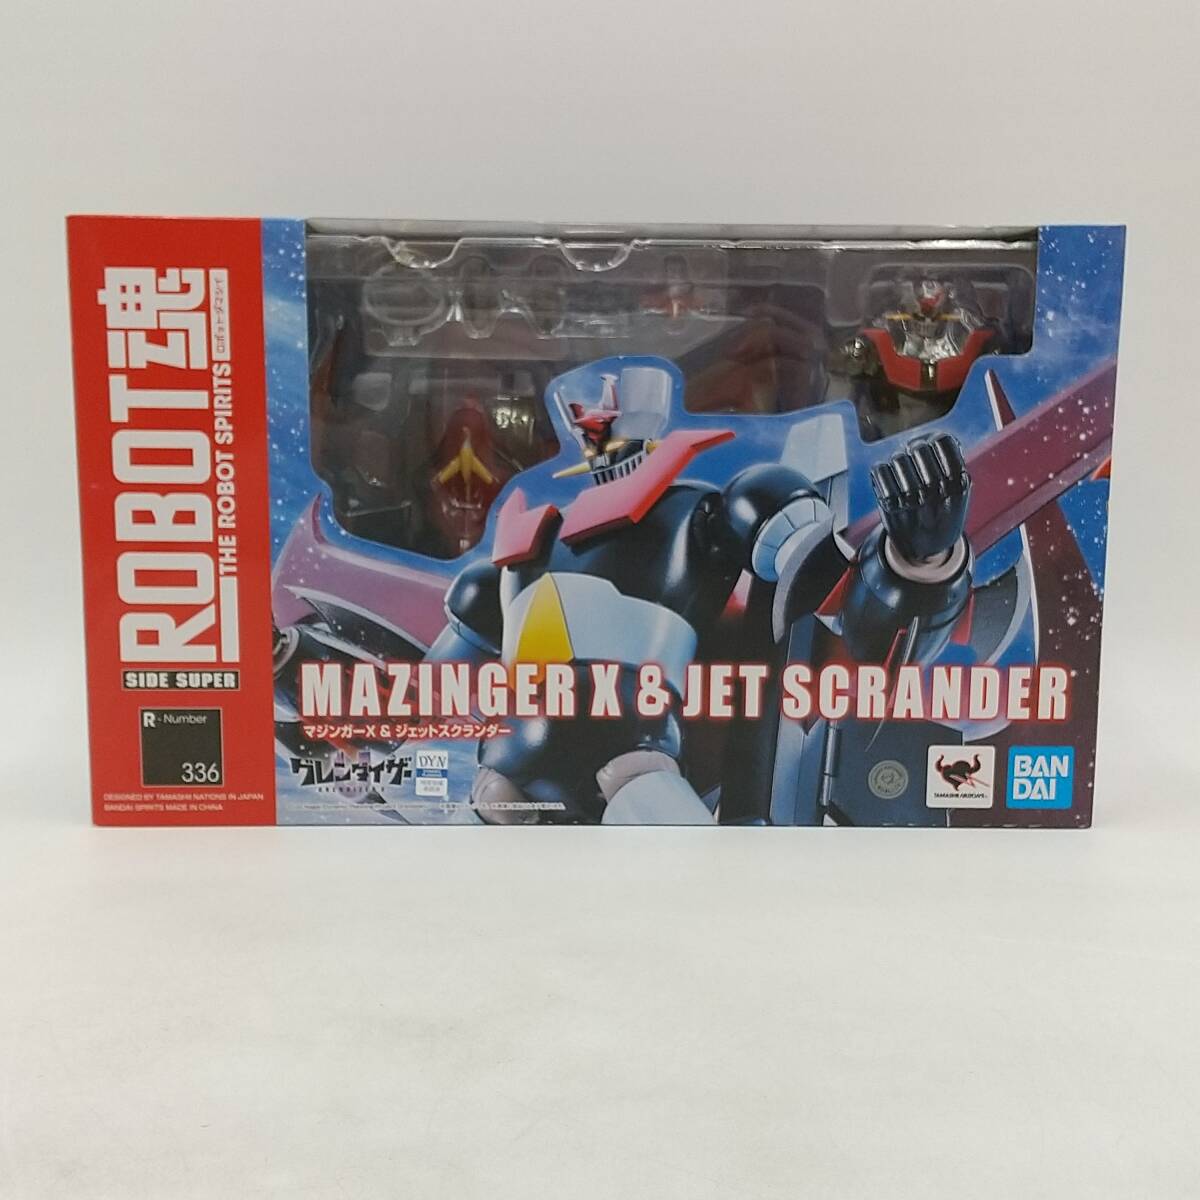 ROBOT魂
ロボットダマシイ
THE ROBOT SPIRITS
SIDE SUPER
R-Number
336
DESIGNED BY TAMASHII NATIONS IN JAPAN
BANDAI SPIRITS MADE IN CHINA
MAZINGER X & JET SCRANDER
マジンガーX & ジェットスクランダー
グレンダイザー
DYN
BAN
DAI